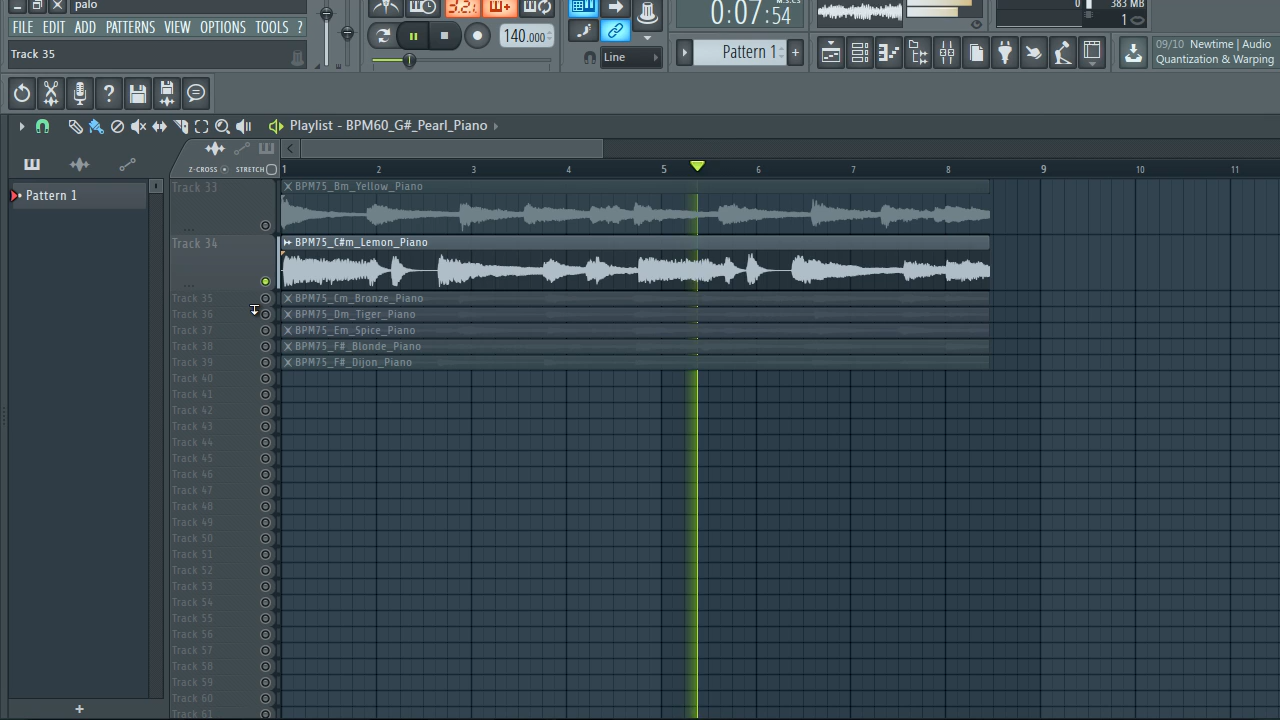 palo
FILE EDIT ADD PATTERNS VIEW OPTIONS TOOLS ?
Track 35
3.2.
140.000
Line
0:07:54
M:S:CS
Pattern 1
383 MB
0
1
09/10 Newtime | Audio
Quantization & Warping
Playlist - BPM60_G#_Pearl_Piano
Z-CROSS
STRETCH
1 2 3 4 5 6 7 8 9 10 11
Pattern 1
Track 33
BPM75_Bm_Yellow_Piano
Track 34
BPM75_C#m_Lemon_Piano
Track 35
BPM75_Cm_Bronze_Piano
Track 36
BPM75_Dm_Tiger_Piano
Track 37
BPM75_Em_Spice_Piano
Track 38
BPM75_F#_Blonde_Piano
Track 39
BPM75_F#_Dijon_Piano
Track 40
Track 41
Track 42
Track 43
Track 44
Track 45
Track 46
Track 47
Track 48
Track 49
Track 50
Track 51
Track 52
Track 53
Track 54
Track 55
Track 56
Track 57
Track 58
Track 59
Track 60
Track 61